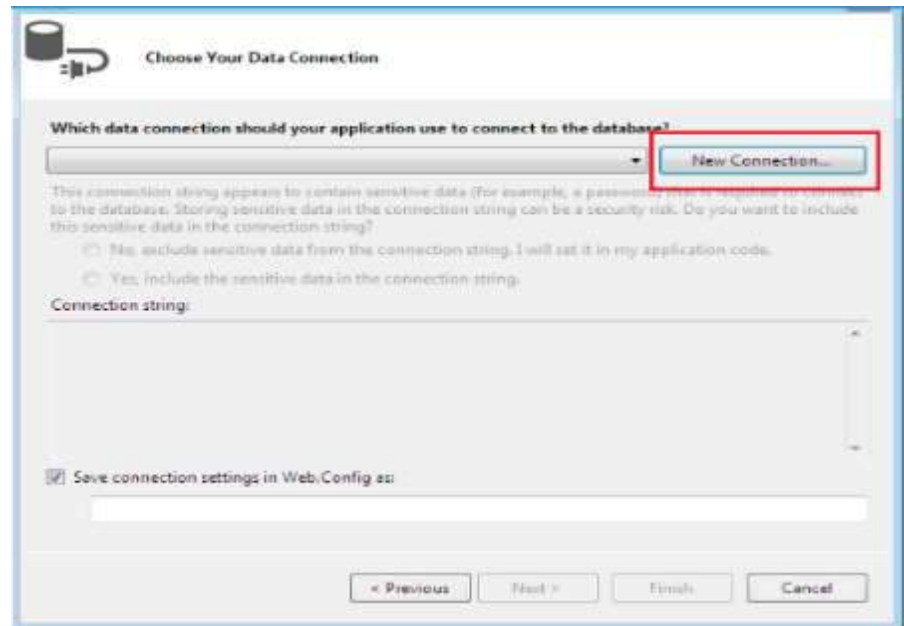 Choose Your Data Connection
Which data connection should your application use to connect to the database?
New Connection...
This connection string appears to contain sensitive data (for example, a password) that is required to connect
to the database. Storing sensitive data in the connection string can be a security risk. Do you want to include
this sensitive data in the connection string?
No, exclude sensitive data from the connection string. I will set it in my application code.
Yes, include the sensitive data in the connection string.
Connection string:
Save connection settings in Web.Config as:
< Previous
Next >
Finish
Cancel